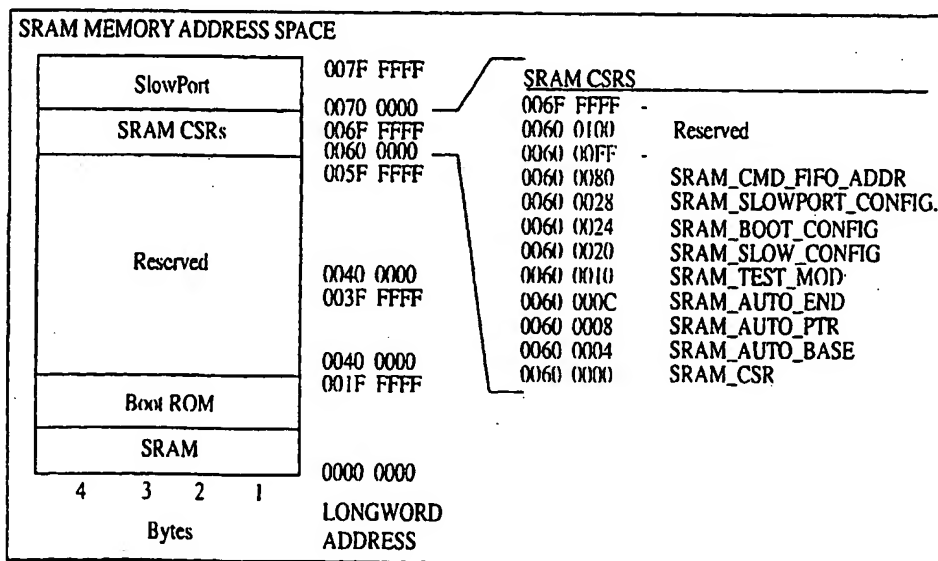 SRAM MEMORY ADDRESS SPACE
SlowPort
007F FFFF
0070 0000
SRAM CSRs
006F FFFF
0060 0000
005F FFFF
Reserved
0040 0000
003F FFFF
0040 0000
001F FFFF
Boot ROM
SRAM
0000 0000
4 3 2 1
Bytes
LONGWORD
ADDRESS
SRAM CSRS
006F FFFF -
0060 0100 Reserved
0060 00FF -
0060 0080 SRAM_CMD_FIFO_ADDR
0060 0028 SRAM_SLOWPORT_CONFIG.
0060 0024 SRAM_BOOT_CONFIG
0060 0020 SRAM_SLOW_CONFIG
0060 0010 SRAM_TEST_MOD
0060 000C SRAM_AUTO_END
0060 0008 SRAM_AUTO_PTR
0060 0004 SRAM_AUTO_BASE
0060 0000 SRAM_CSR